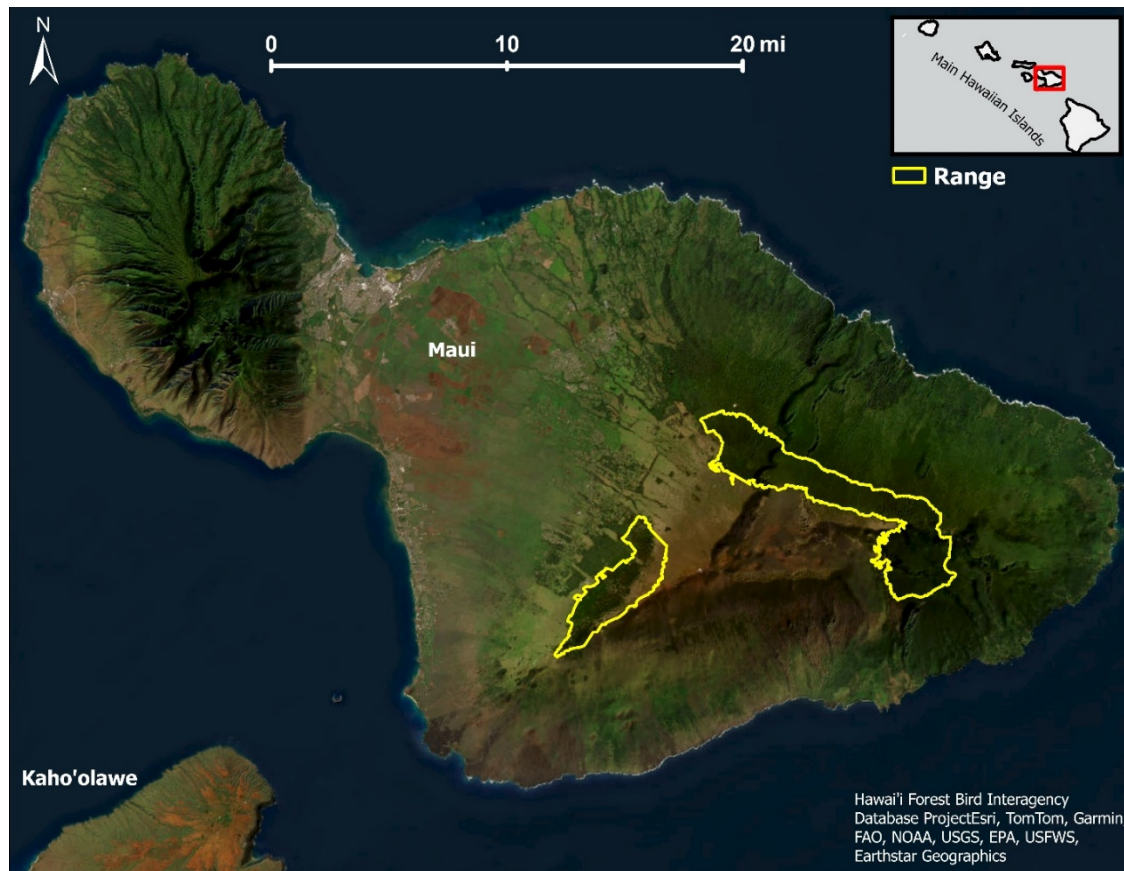 N
0 10 20 mi
Main Hawaiian Islands
Range
Maui
Kaho'olawe
Hawai'i Forest Bird Interagency
Database ProjectEsri, TomTom, Garmin
FAO, NOAA, USGS, EPA, USFWS,
Earthstar Geographics